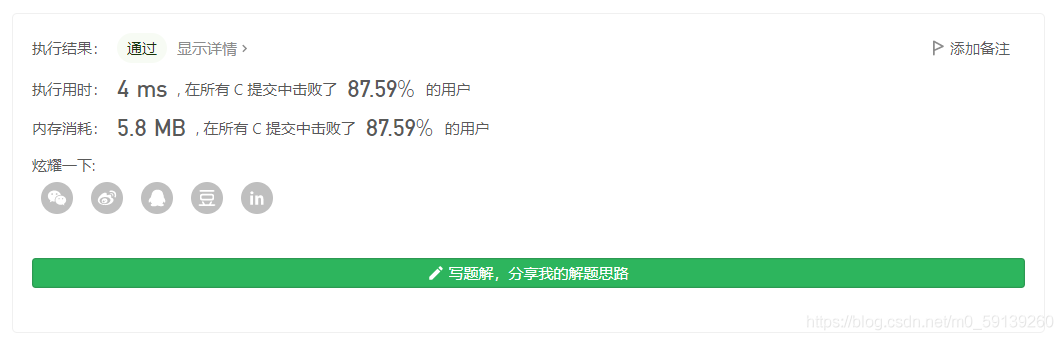 执行结果： 通过 显示详情 > 添加备注
执行用时： 4 ms , 在所有 C 提交中击败了 87.59% 的用户
内存消耗： 5.8 MB , 在所有 C 提交中击败了 87.59% 的用户
炫耀一下:
豆 in
写题解，分享我的解题思路
https://blog.csdn.net/m0_59139260